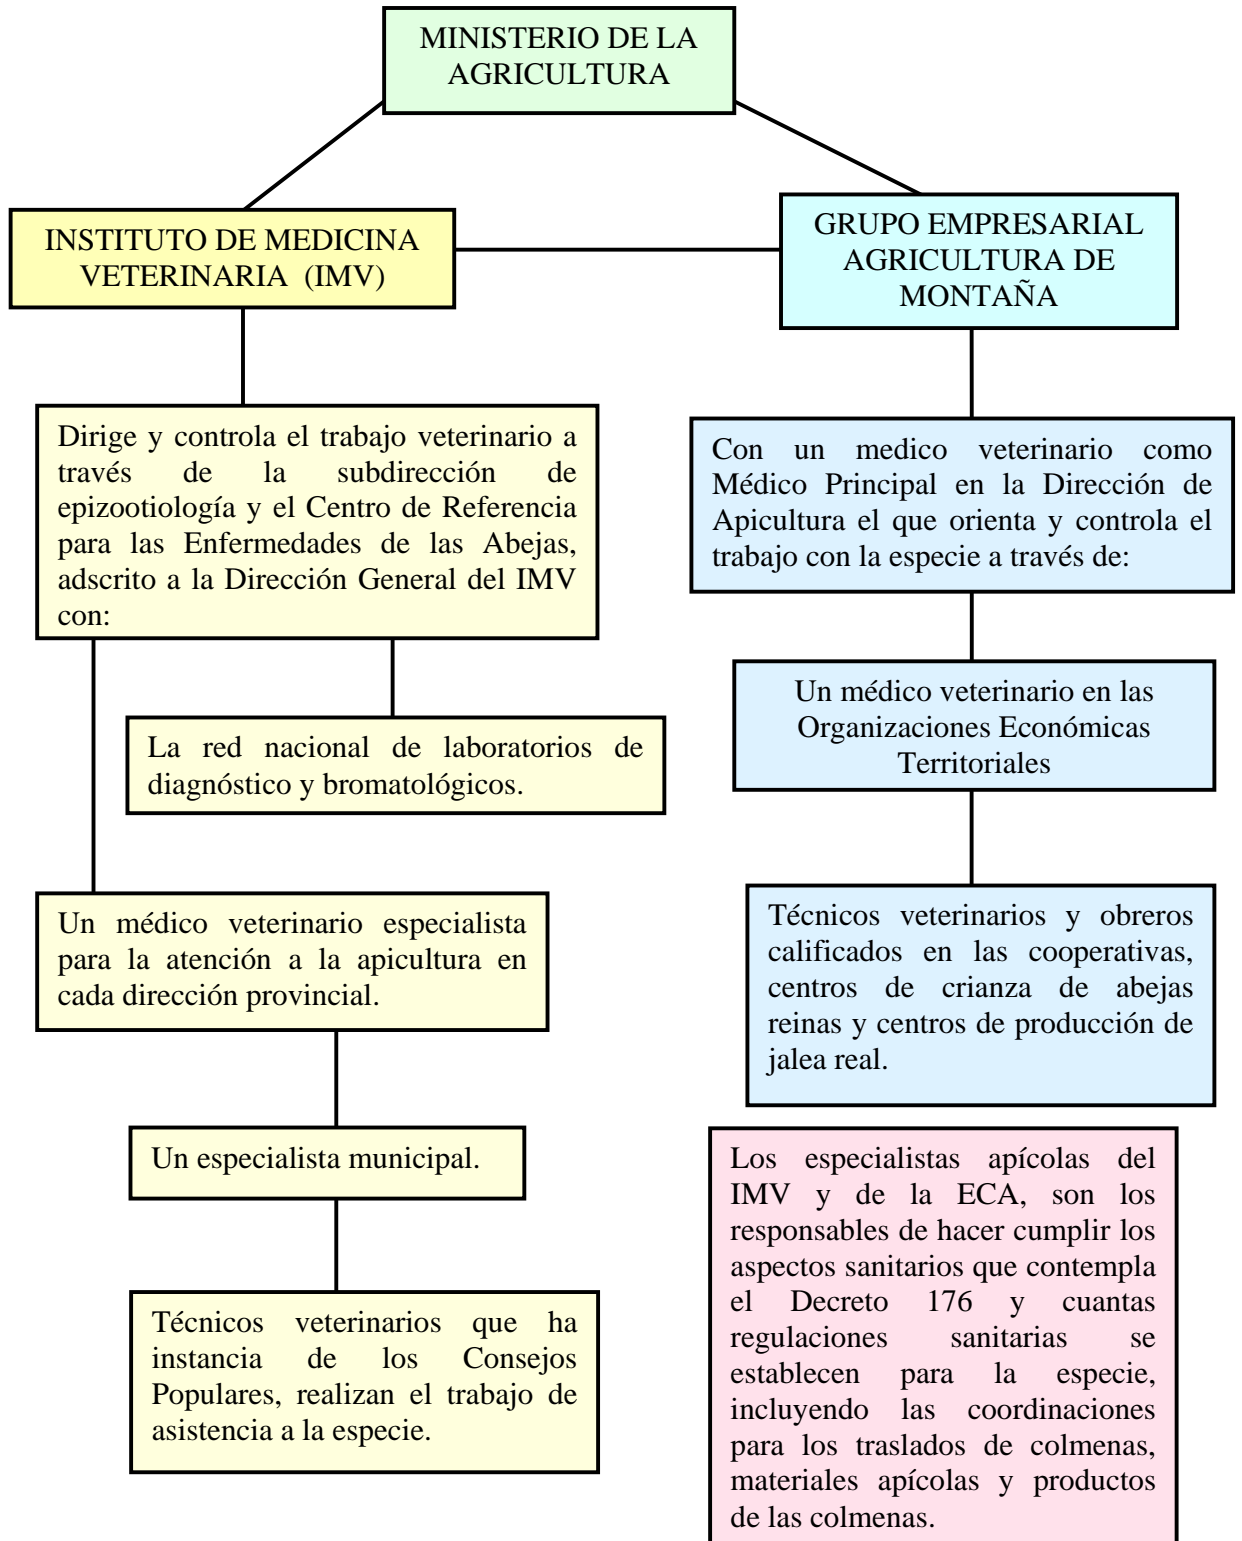 MINISTERIO DE LA
AGRICULTURA
INSTITUTO DE MEDICINA
VETERINARIA (IMV)
GRUPO EMPRESARIAL
AGRICULTURA DE
MONTAÑA
Dirige y controla el trabajo veterinario a
través de la subdirección de
epizootiología y el Centro de Referencia
para las Enfermedades de las Abejas,
adscrito a la Dirección General del IMV
con:
Con un medico veterinario como
Médico Principal en la Dirección de
Apicultura el que orienta y controla el
trabajo con la especie a través de:
La red nacional de laboratorios de
diagnóstico y bromatológicos.
Un médico veterinario en las
Organizaciones Económicas
Territoriales
Un médico veterinario especialista
para la atención a la apicultura en
cada dirección provincial.
Técnicos veterinarios y obreros
calificados en las cooperativas,
centros de crianza de abejas
reinas y centros de producción de
jalea real.
Un especialista municipal.
Técnicos veterinarios que ha
instancia de los Consejos
Populares, realizan el trabajo de
asistencia a la especie.
Los especialistas apícolas del
IMV y de la ECA, son los
responsables de hacer cumplir los
aspectos sanitarios que contempla
el Decreto 176 y cuantas
regulaciones sanitarias se
establecen para la especie,
incluyendo las coordinaciones
para los traslados de colmenas,
materiales apícolas y productos
de las colmenas.